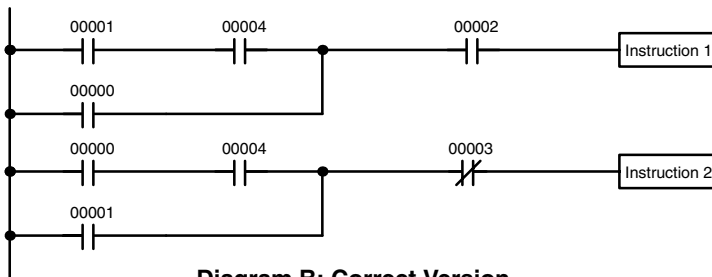 00001 00004 00002
Instruction 1
00000
00000 00004 00003
Instruction 2
00001
Diagram B: Correct Version